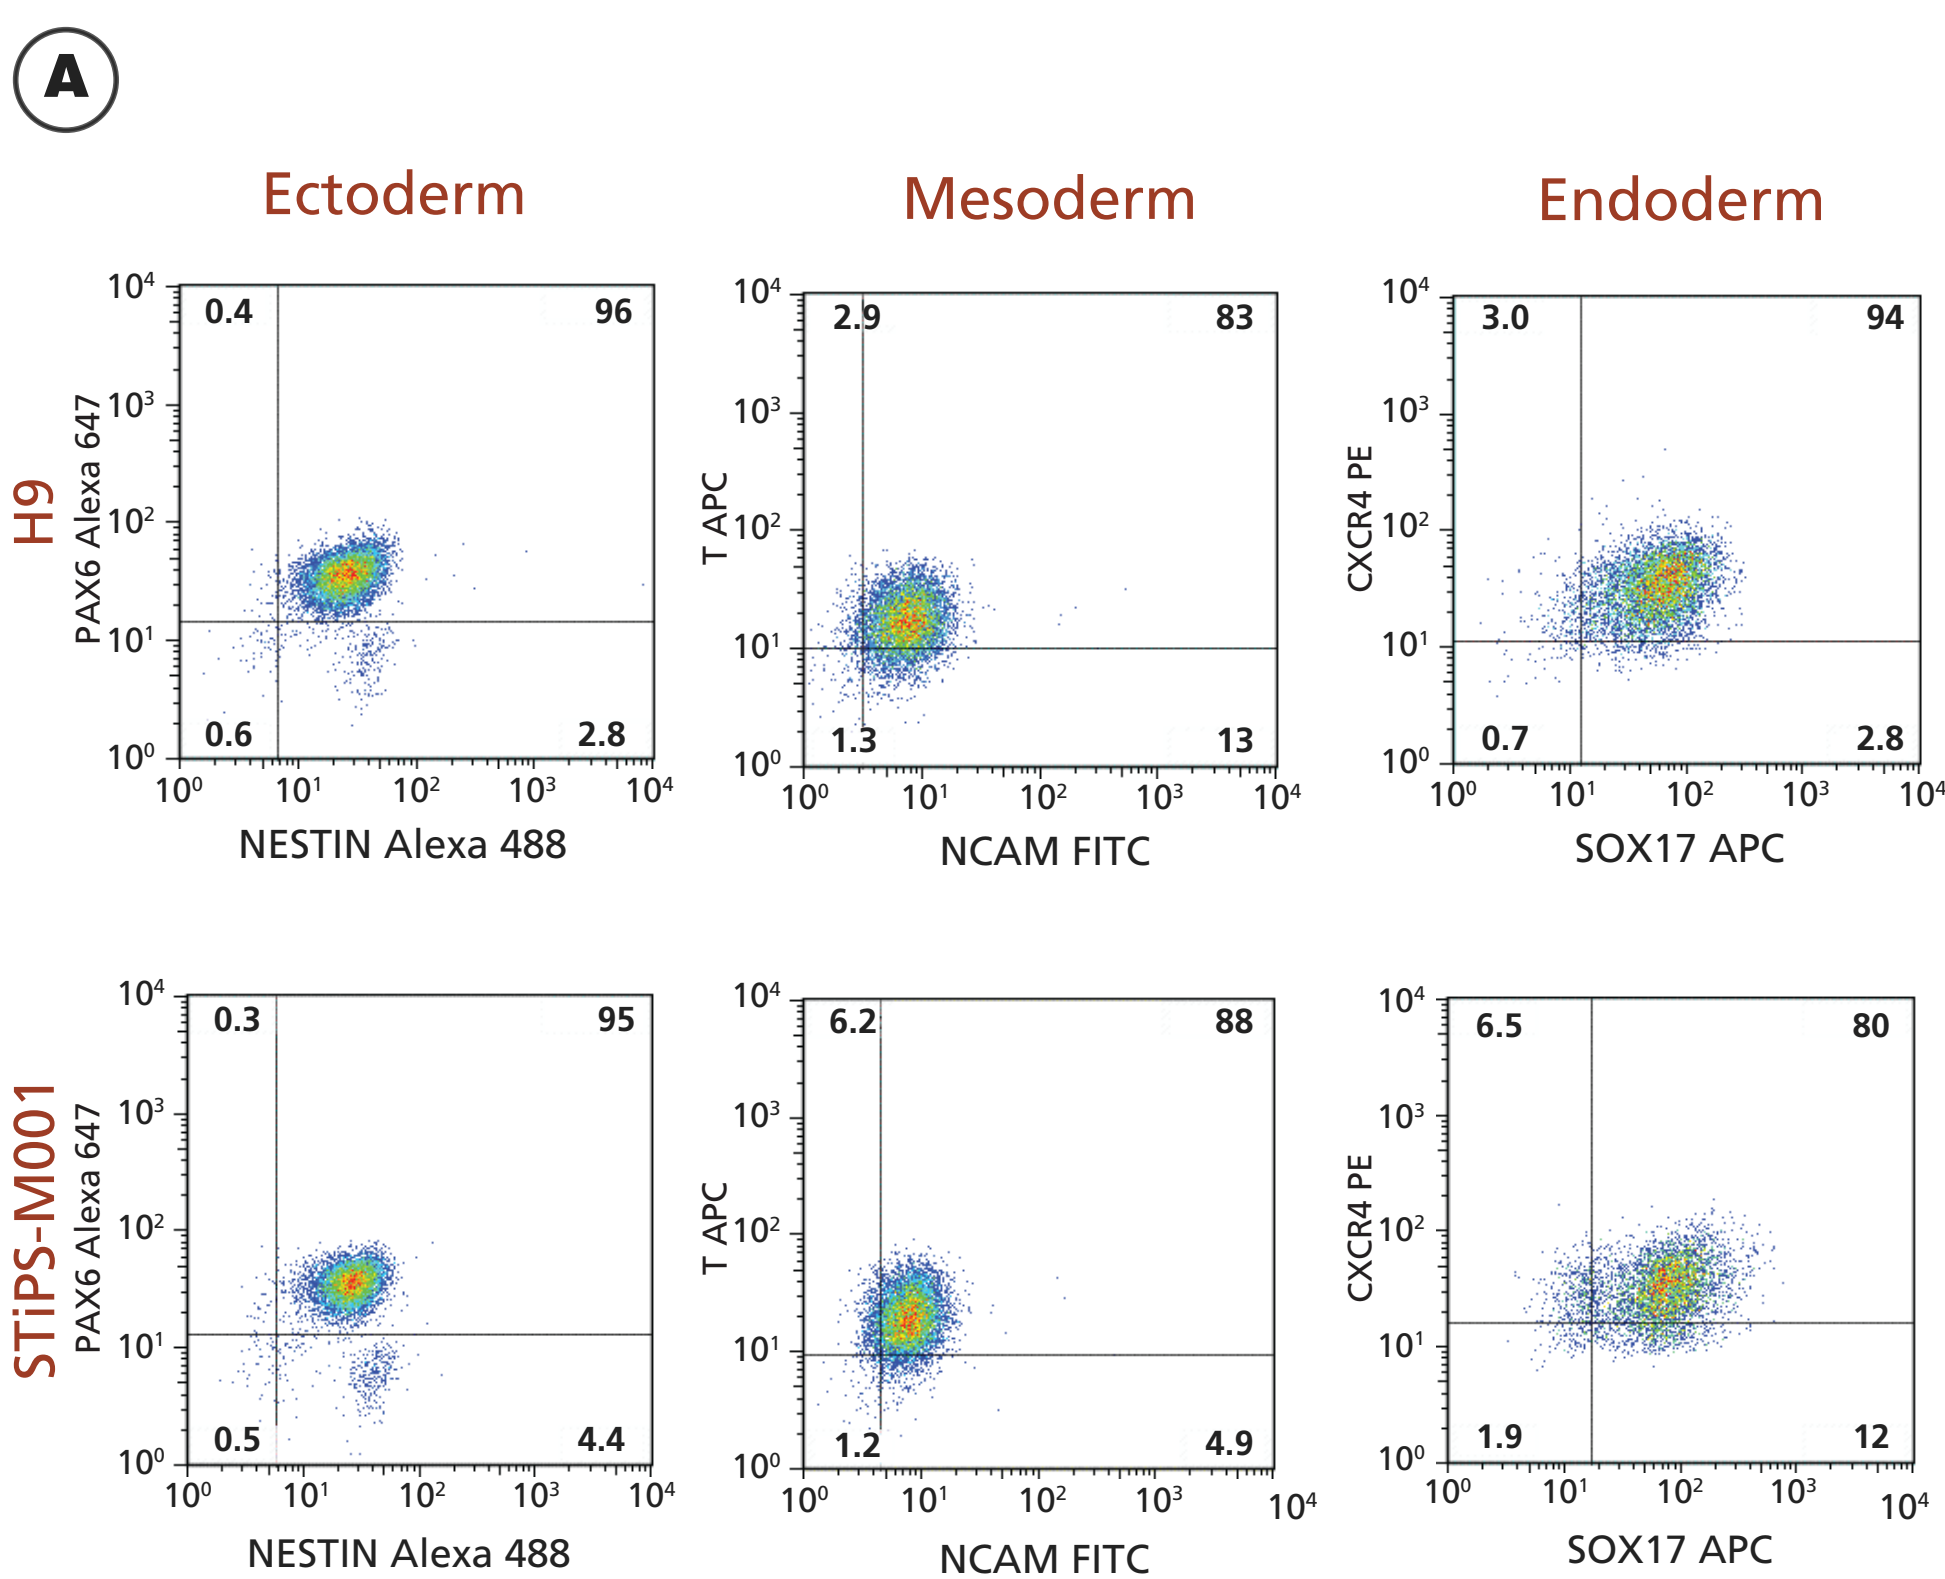 A
Ectoderm
Mesoderm
Endoderm
H9
PAX6 Alexa 647
10⁴
10³
10²
10¹
10⁰
0.4
96
0.6
2.8
10⁰ 10¹ 10² 10³ 10⁴
NESTIN Alexa 488
T APC
10⁴
10³
10²
10¹
10⁰
2.9
83
1.3
13
10⁰ 10¹ 10² 10³ 10⁴
NCAM FITC
CXCR4 PE
10⁴
10³
10²
10¹
10⁰
3.0
94
0.7
2.8
10⁰ 10¹ 10² 10³ 10⁴
SOX17 APC
STiPS-M001
PAX6 Alexa 647
10⁴
10³
10²
10¹
10⁰
0.3
95
0.5
4.4
10⁰ 10¹ 10² 10³ 10⁴
NESTIN Alexa 488
T APC
10⁴
10³
10²
10¹
10⁰
6.2
88
1.2
4.9
10⁰ 10¹ 10² 10³ 10⁴
NCAM FITC
CXCR4 PE
10⁴
10³
10²
10¹
10⁰
6.5
80
1.9
12
10⁰ 10¹ 10² 10³ 10⁴
SOX17 APC